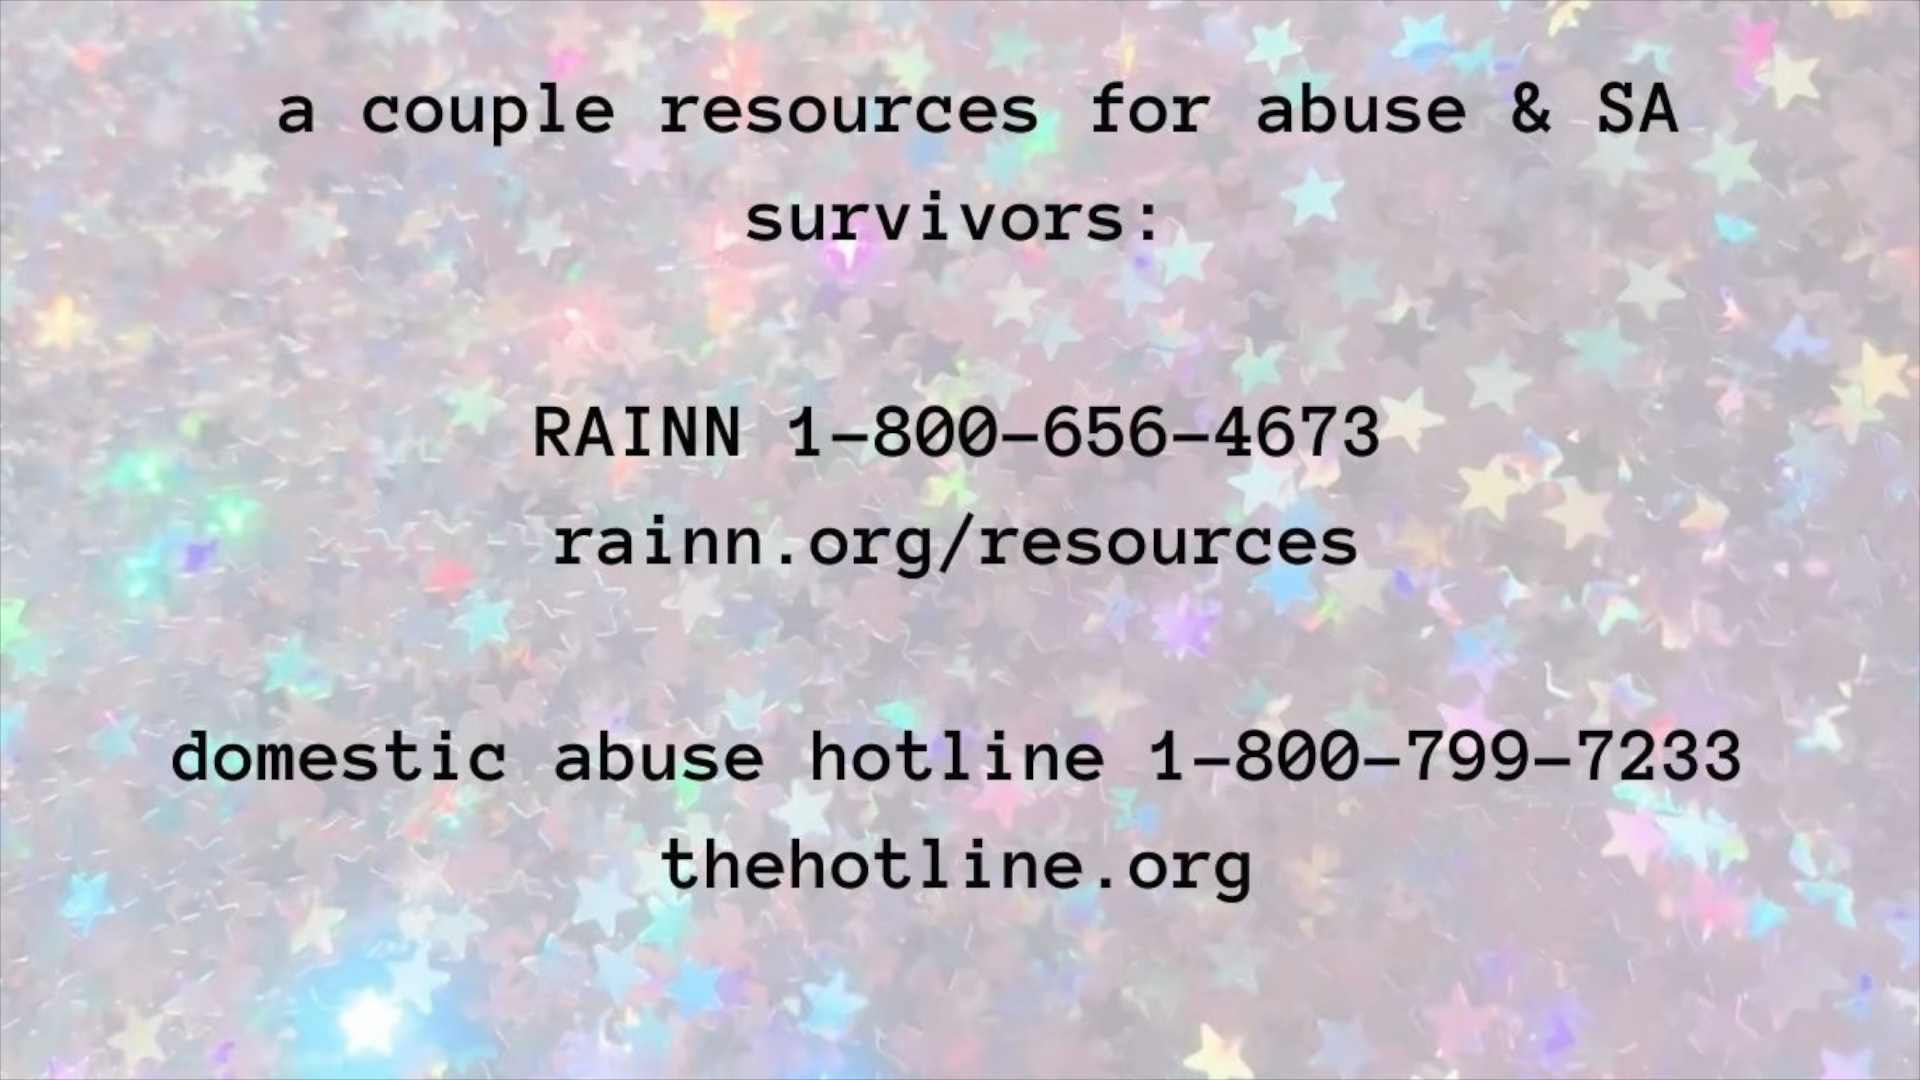 a couple resources for abuse & SA
survivors:
RAINN 1-800-656-4673
rainn.org/resources
domestic abuse hotline 1-800-799-7233
thehotline.org